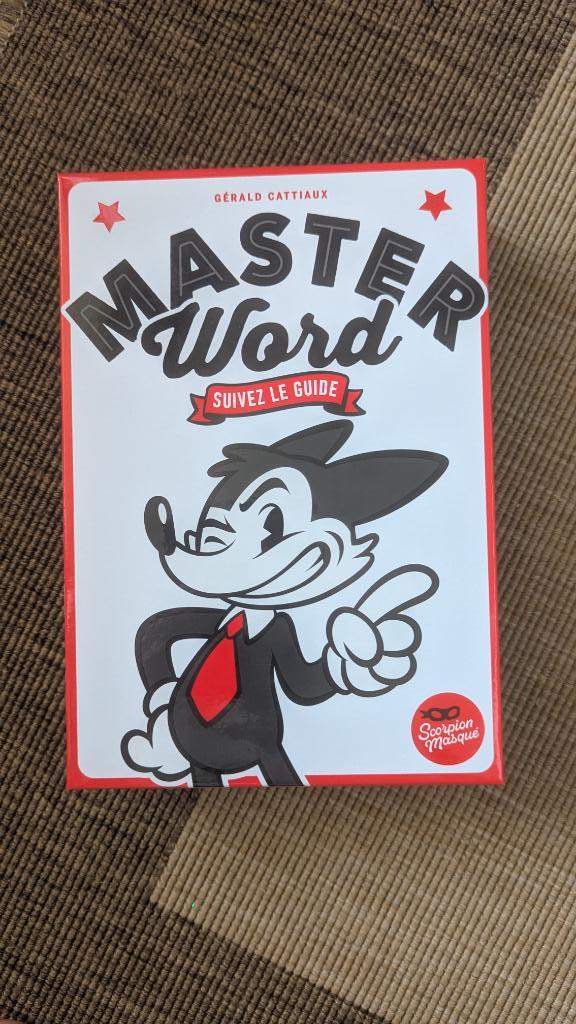 GÉRALD CATTIAUX
MASTER
Word
SUIVEZ LE GUIDE
Scorpion
Masqué